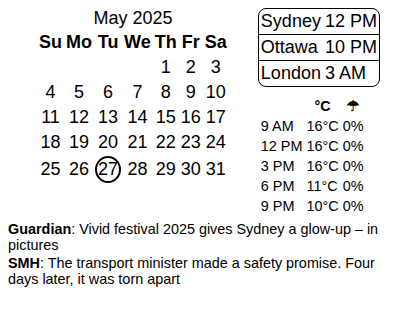 May 2025
Su Mo Tu We Th Fr Sa
1 2 3
4 5 6 7 8 9 10
11 12 13 14 15 16 17
18 19 20 21 22 23 24
25 26 27 28 29 30 31
Sydney 12 PM
Ottawa 10 PM
London 3 AM
°C ☂
9 AM 16°C 0%
12 PM 16°C 0%
3 PM 16°C 0%
6 PM 11°C 0%
9 PM 10°C 0%
Guardian: Vivid festival 2025 gives Sydney a glow-up – in
pictures
SMH: The transport minister made a safety promise. Four
days later, it was torn apart